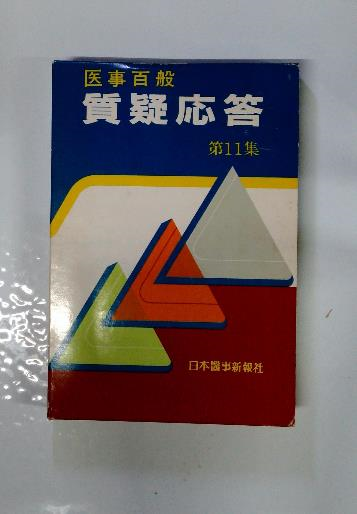 医事百般
質疑応答
第11集
日本醫事新報社